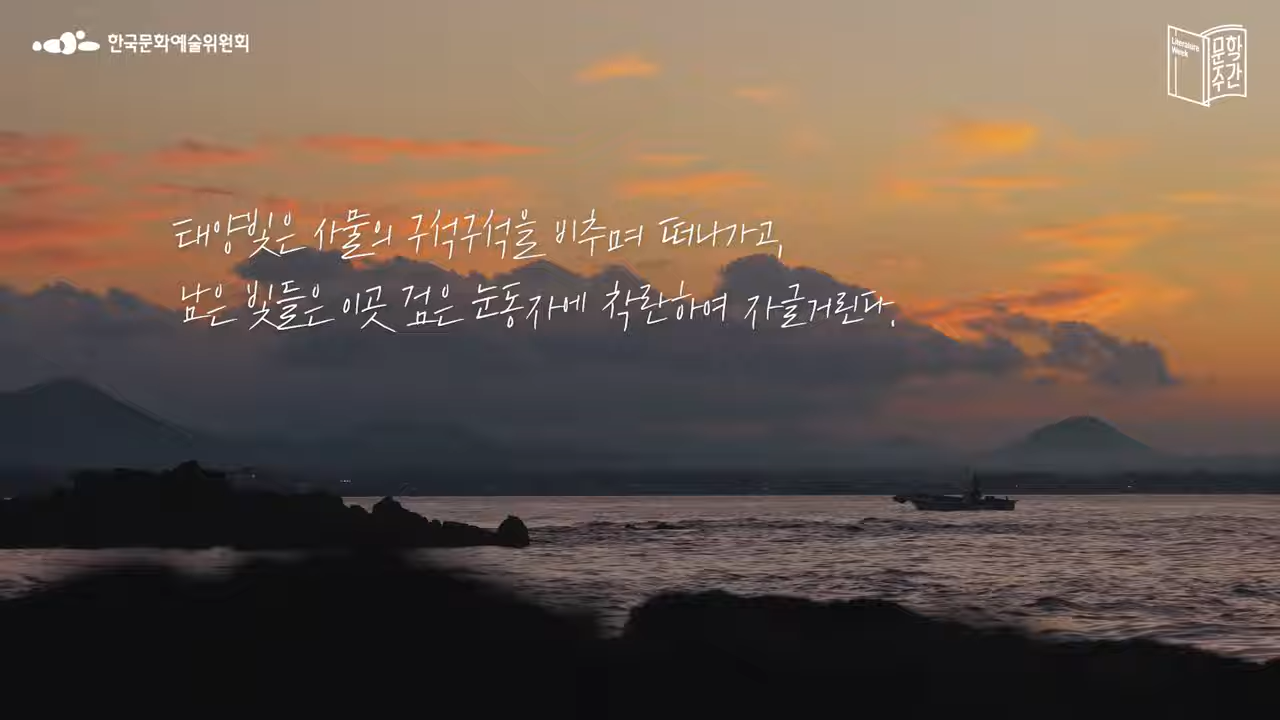 한국문화예술위원회
Literature
Week
문학
주간
태양빛은 사물의 구석구석을 비추며 떠나가고,
남은 빛들은 이곳 검은 눈동자에 착란하여 자글거린다.